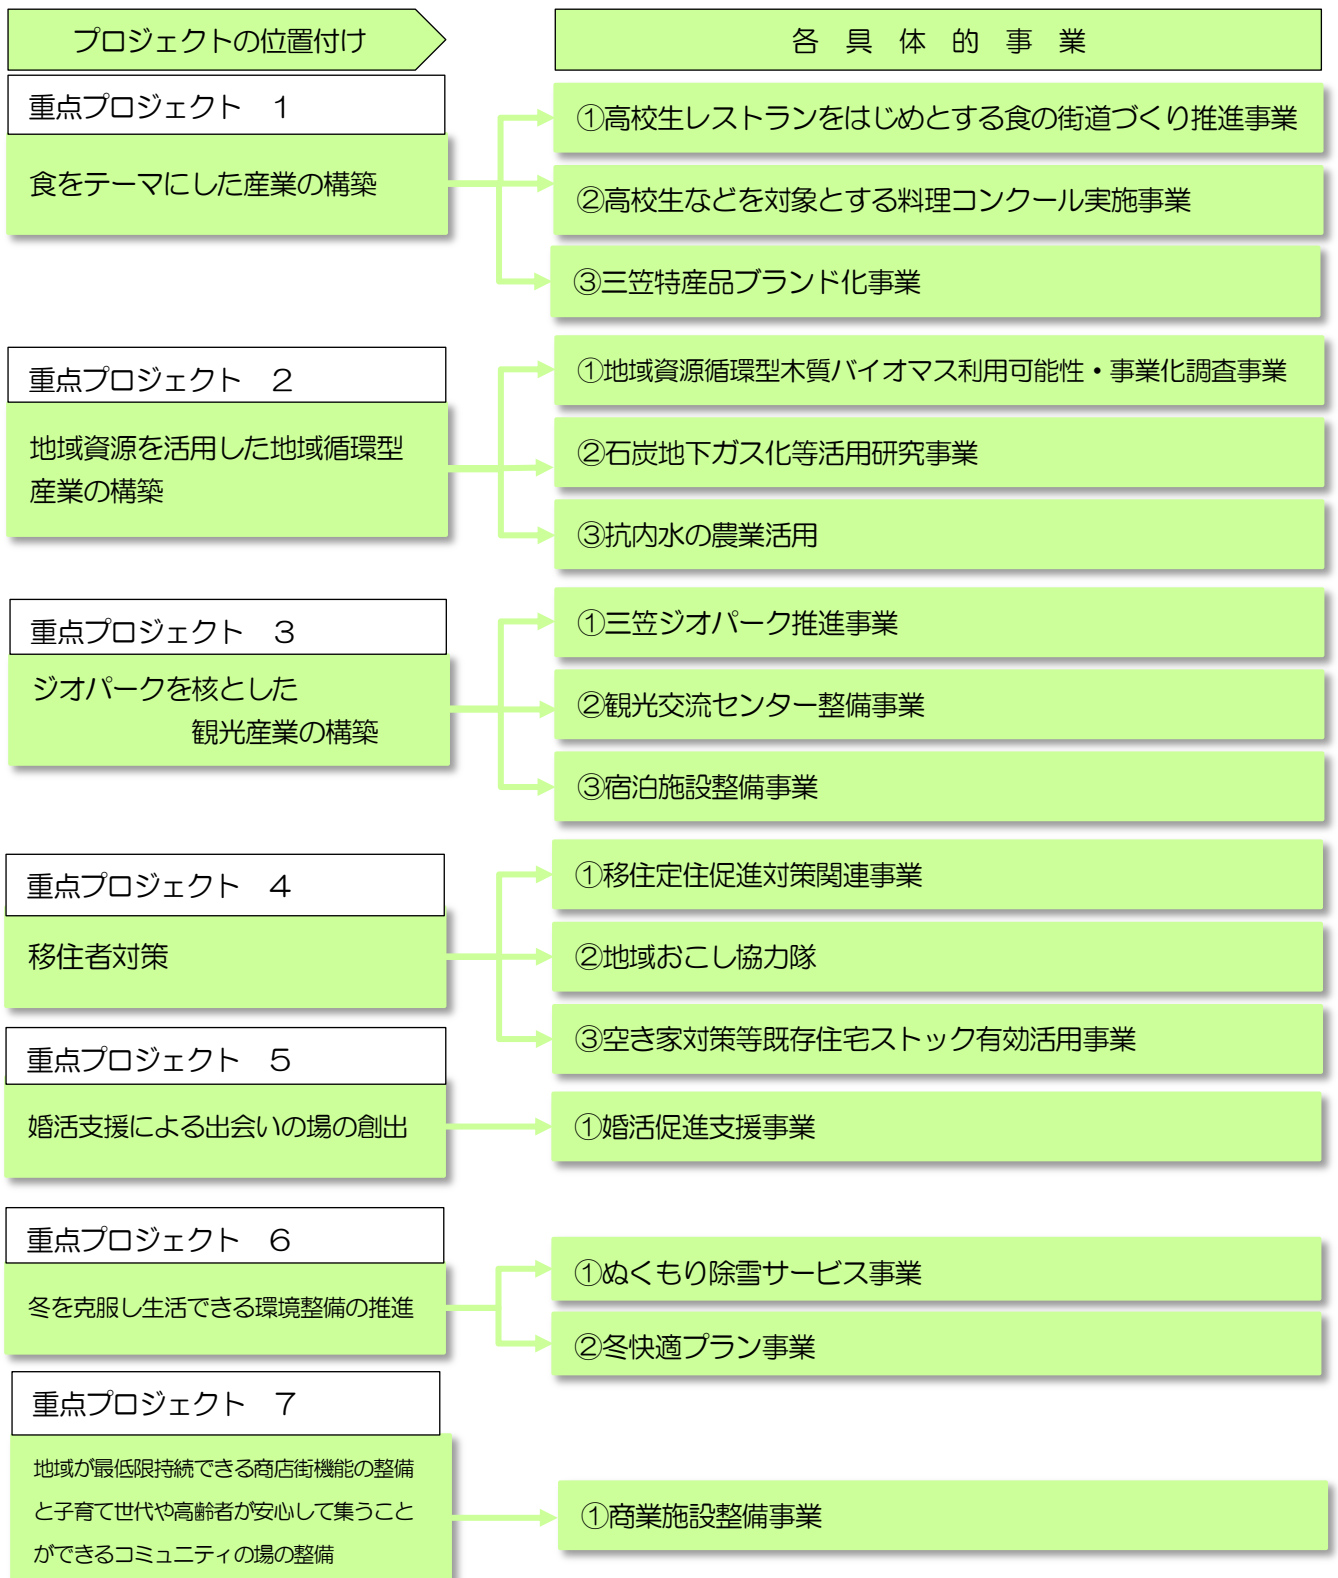 プロジェクトの位置付け
各 具 体 的 事 業
重点プロジェクト　１
食をテーマにした産業の構築
①高校生レストランをはじめとする食の街道づくり推進事業
②高校生などを対象とする料理コンクール実施事業
③三笠特産品ブランド化事業
重点プロジェクト　２
地域資源を活用した地域循環型
産業の構築
①地域資源循環型木質バイオマス利用可能性・事業化調査事業
②石炭地下ガス化等活用研究事業
③抗内水の農業活用
重点プロジェクト　３
ジオパークを核とした
観光産業の構築
①三笠ジオパーク推進事業
②観光交流センター整備事業
③宿泊施設整備事業
重点プロジェクト　４
移住者対策
①移住定住促進対策関連事業
②地域おこし協力隊
③空き家対策等既存住宅ストック有効活用事業
重点プロジェクト　５
婚活支援による出会いの場の創出
①婚活促進支援事業
重点プロジェクト　６
冬を克服し生活できる環境整備の推進
①ぬくもり除雪サービス事業
②冬快適プラン事業
重点プロジェクト　７
地域が最低限持続できる商店街機能の整備
と子育て世代や高齢者が安心して集うこと
ができるコミュニティの場の整備
①商業施設整備事業